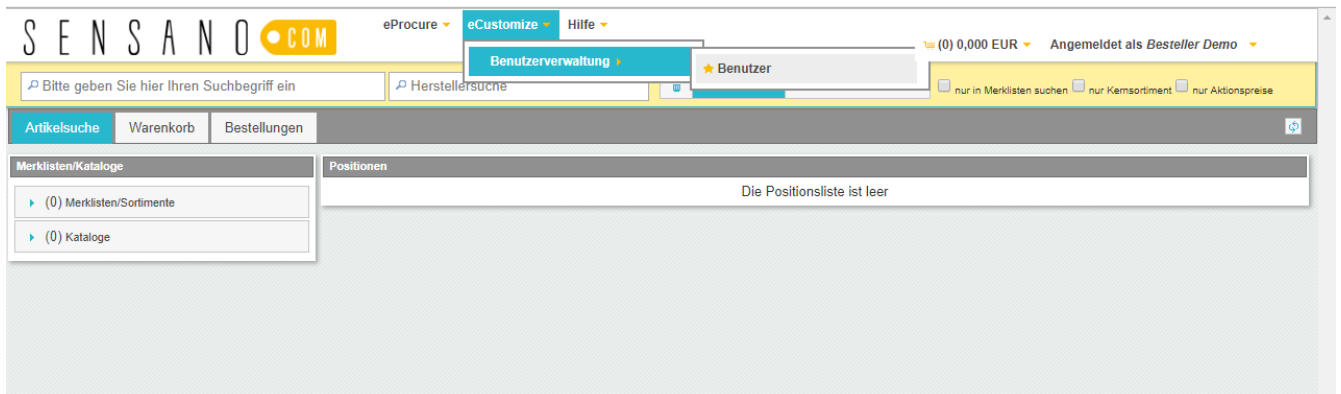 SENSANO COM
eProcure eCustomize Hilfe
(0) 0,000 EUR Angemeldet als Besteller Demo
Benutzerverwaltung
Benutzer
Bitte geben Sie hier Ihren Suchbegriff ein
Herstellersuche
nur in Merklisten suchen nur Kernsortiment nur Aktionspreise
Artikelsuche Warenkorb Bestellungen
Merklisten/Kataloge
Positionen
Die Positionsliste ist leer
(0) Merklisten/Sortimente
(0) Kataloge